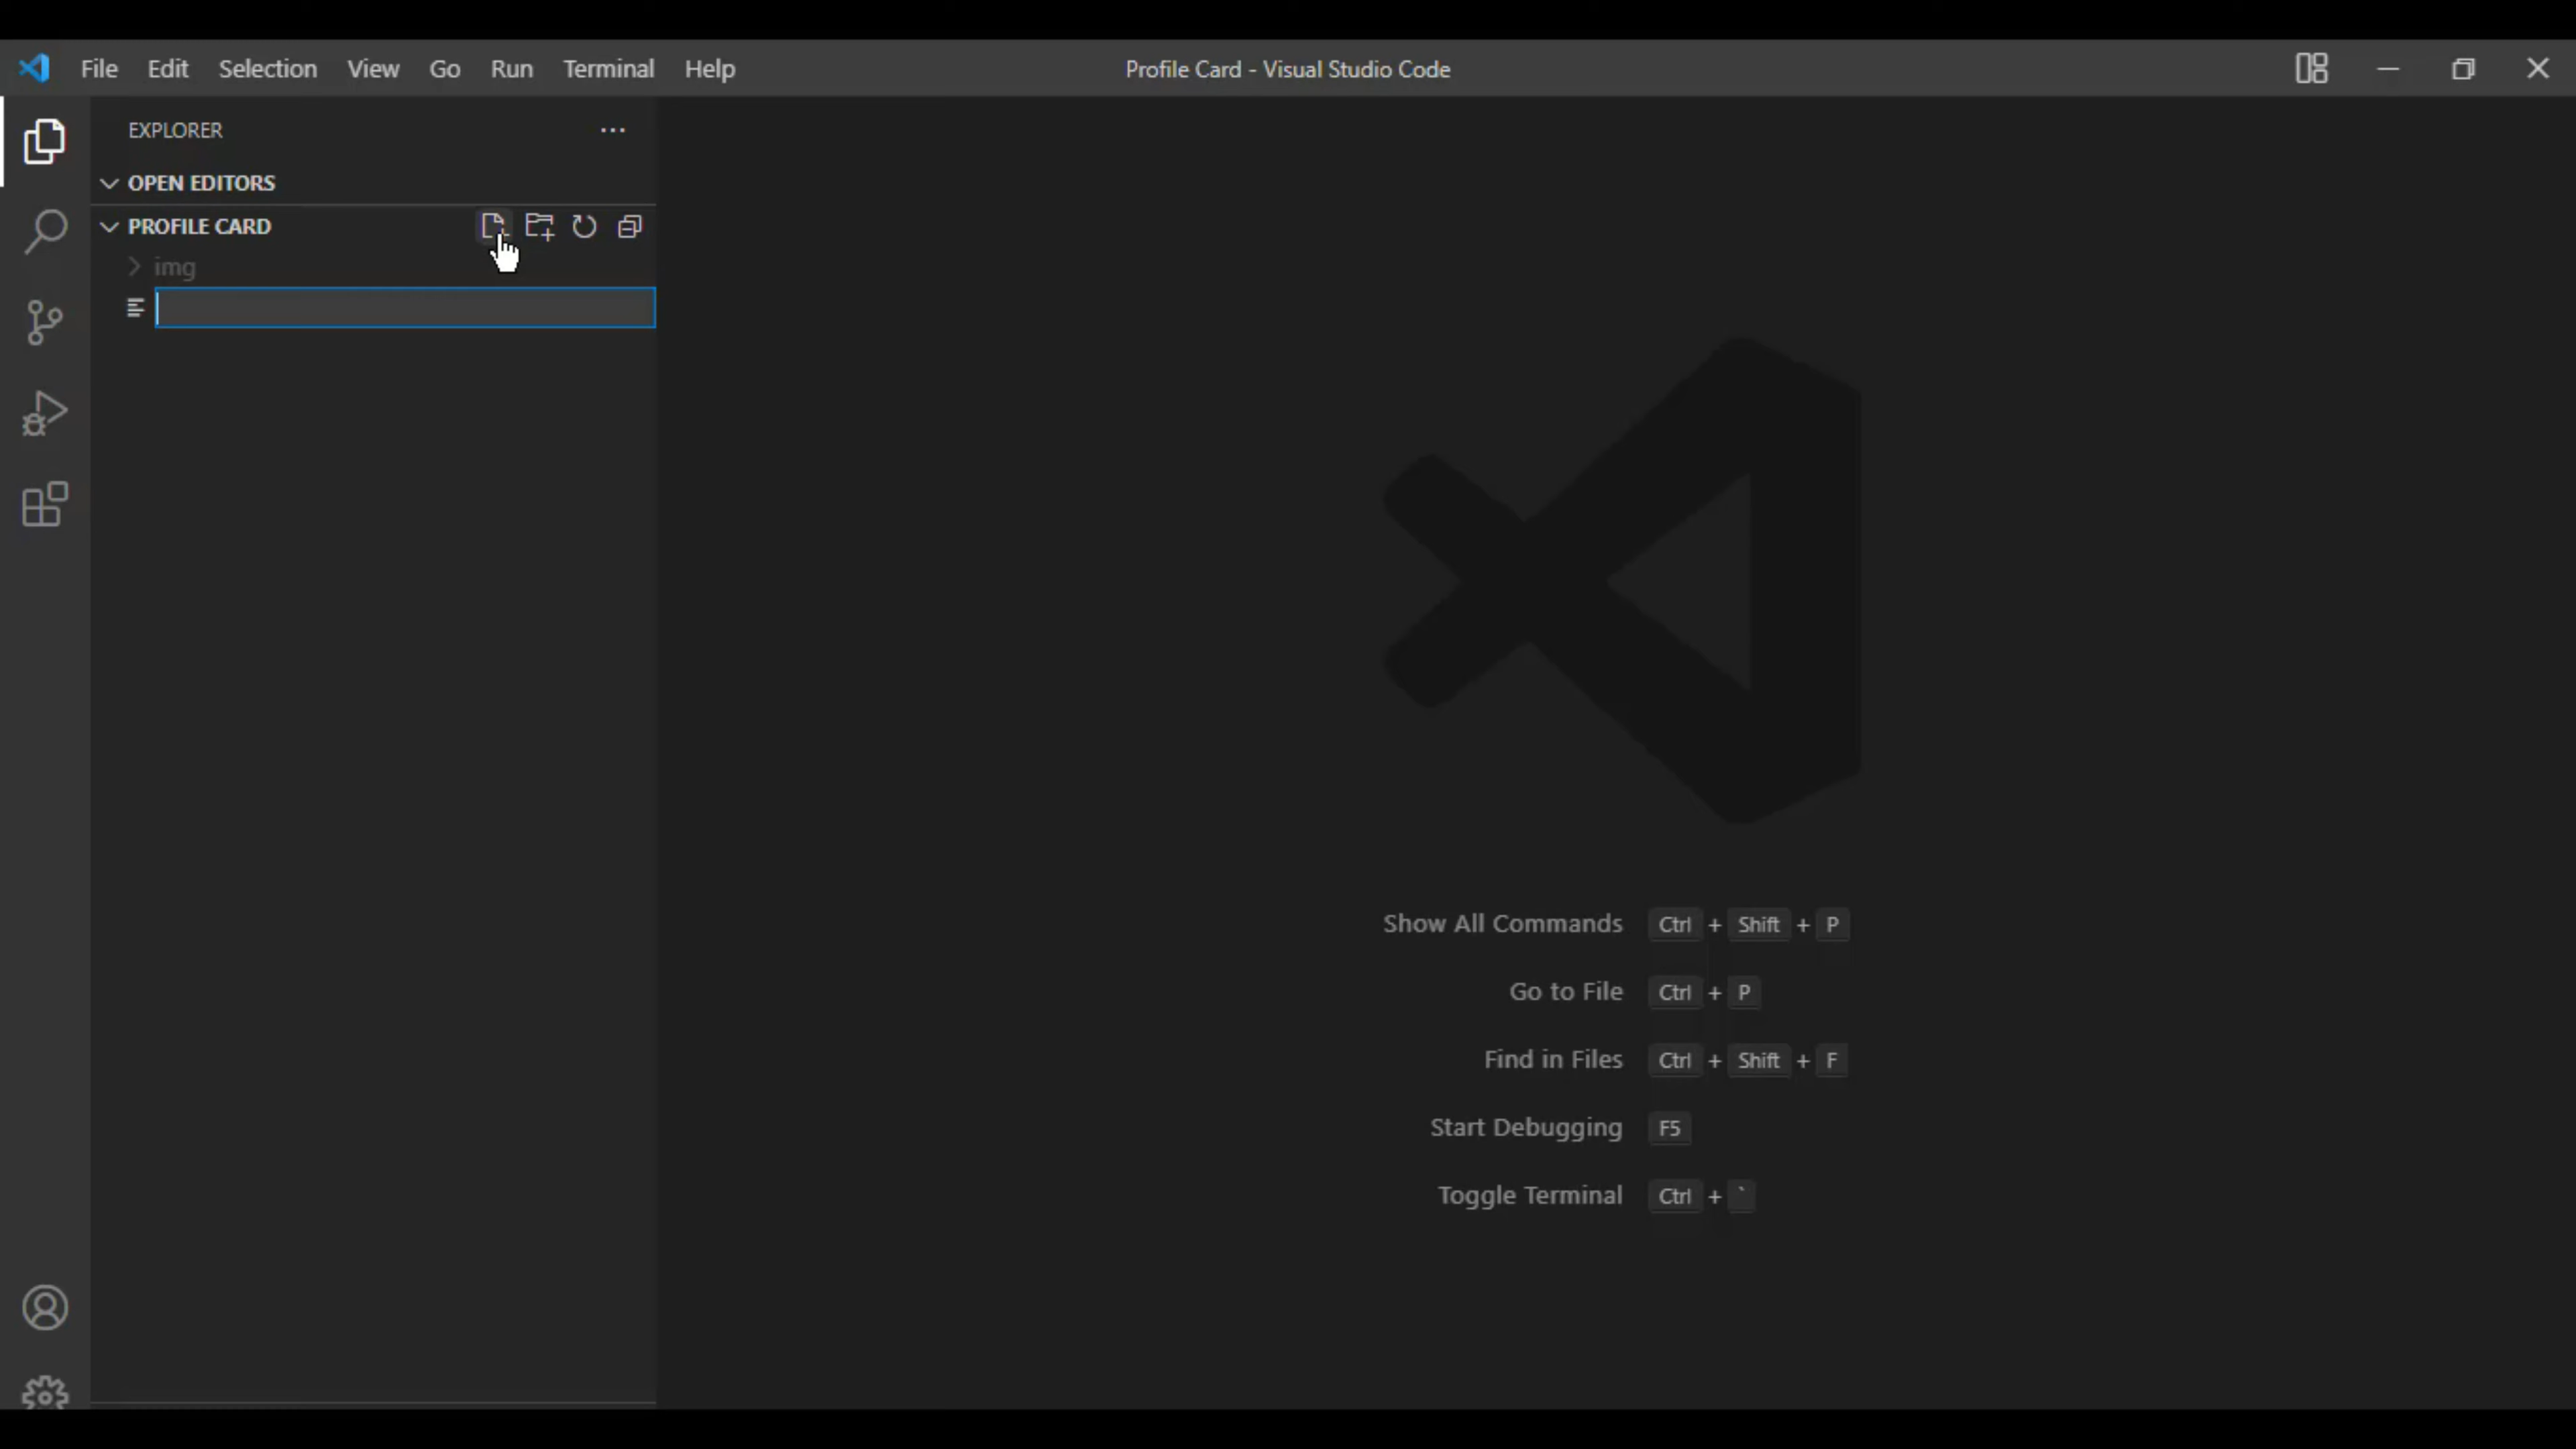 File Edit Selection View Go Run Terminal Help
Profile Card - Visual Studio Code
EXPLORER
OPEN EDITORS
PROFILE CARD
img
Show All Commands Ctrl + Shift + P
Go to File Ctrl + P
Find in Files Ctrl + Shift + F
Start Debugging F5
Toggle Terminal Ctrl + `